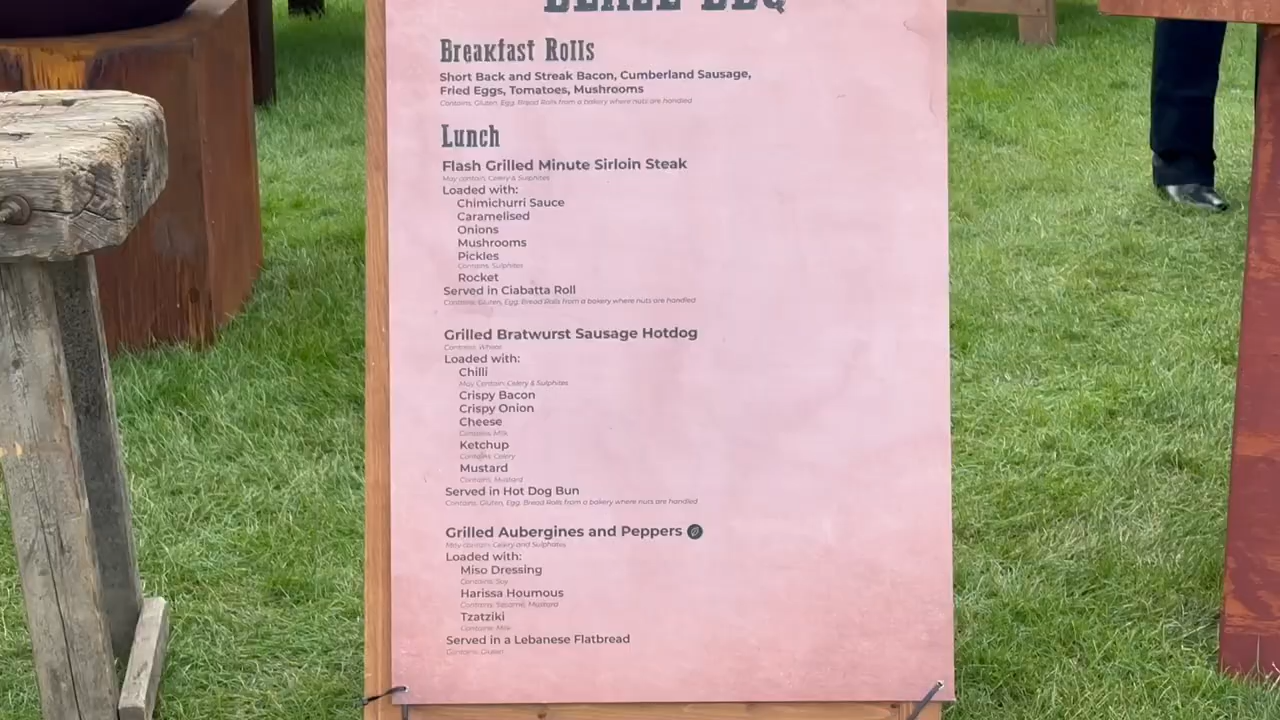 BLAZE BBQ
Breakfast Rolls
Short Back and Streak Bacon, Cumberland Sausage,
Fried Eggs, Tomatoes, Mushrooms
Contains, Gluten, Egg. Bread Rolls from a bakery where nuts are handled
Lunch
Flash Grilled Minute Sirloin Steak
May contain, Celery & Sulphites
Loaded with:
Chimichurri Sauce
Caramelised
Onions
Mushrooms
Pickles
Contains, Sulphites
Rocket
Served in Ciabatta Roll
Contains, Gluten, Egg. Bread Rolls from a bakery where nuts are handled
Grilled Bratwurst Sausage Hotdog
Contains, Wheat
Loaded with:
Chilli
May Contain, Celery & Sulphites
Crispy Bacon
Crispy Onion
Cheese
Contains, Milk
Ketchup
Contains, Celery
Mustard
Contains, Mustard
Served in Hot Dog Bun
Contains, Gluten, Egg. Bread Rolls from a bakery where nuts are handled
Grilled Aubergines and Peppers
May contain, Celery and Sulphates
Loaded with:
Miso Dressing
Contains, Soy
Harissa Houmous
Contains, Sesame, Mustard
Tzatziki
Contains, Milk
Served in a Lebanese Flatbread
Contains, Gluten